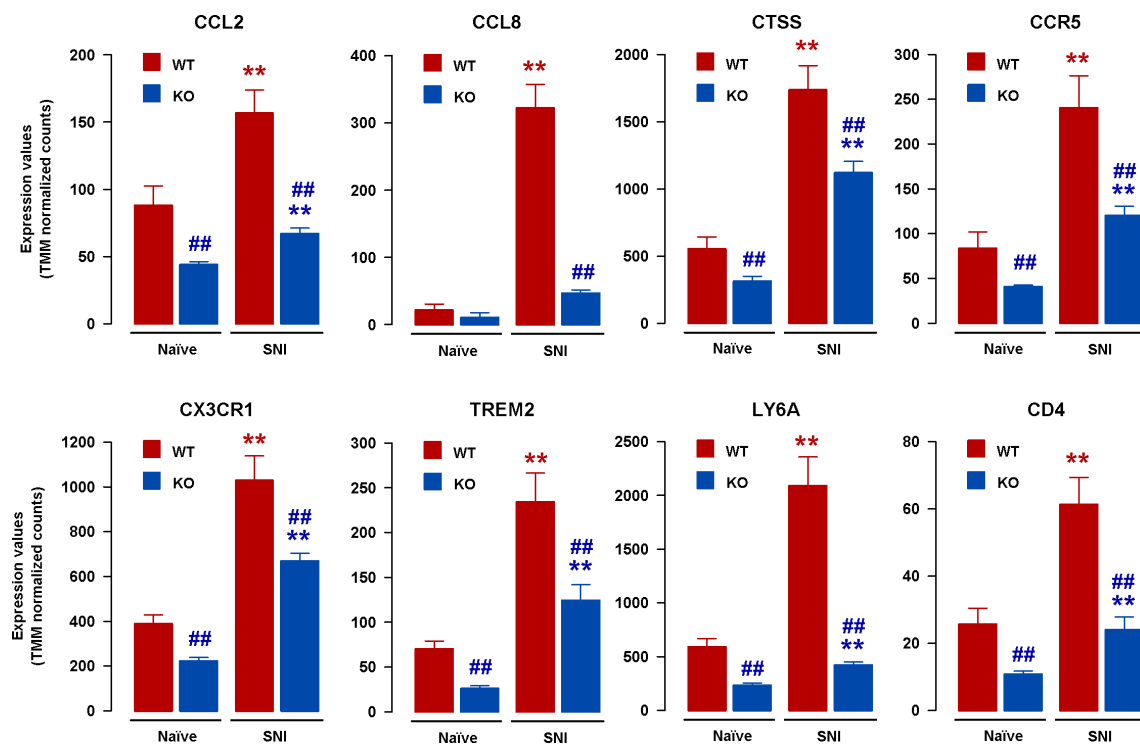 CCL2
Expression values
(TMM normalized counts)
200
150
100
50
0
WT
KO
**
##
##
**
Naïve
SNI
CCL8
400
300
200
100
0
WT
KO
**
##
Naïve
SNI
CTSS
2000
1500
1000
500
0
WT
KO
**
##
##
**
Naïve
SNI
CCR5
300
250
200
150
100
50
0
WT
KO
**
##
##
**
Naïve
SNI
CX3CR1
Expression values
(TMM normalized counts)
1200
1000
800
600
400
200
0
WT
KO
**
##
##
**
Naïve
SNI
TREM2
300
250
200
150
100
50
0
WT
KO
**
##
##
**
Naïve
SNI
LY6A
2500
2000
1500
1000
500
0
WT
KO
**
##
##
**
Naïve
SNI
CD4
80
60
40
20
0
WT
KO
**
##
##
**
Naïve
SNI